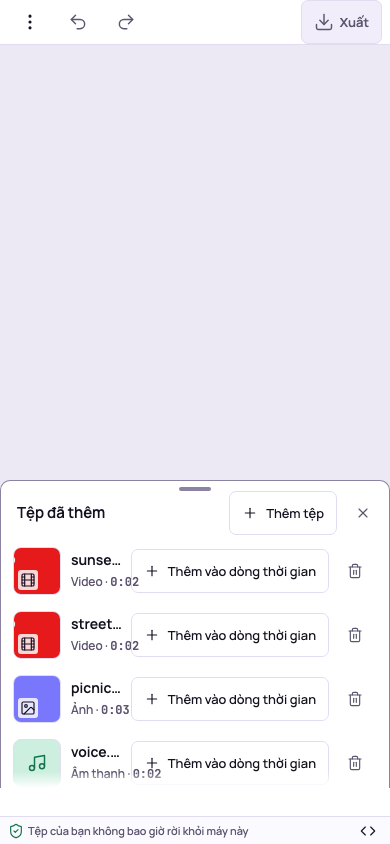 Xuất
Tệp đã thêm
Thêm tệp
sunse...
Video · 0:02
Thêm vào dòng thời gian
street...
Video · 0:02
Thêm vào dòng thời gian
picnic...
Ảnh · 0:03
Thêm vào dòng thời gian
voice....
Âm thanh · 0:02
Thêm vào dòng thời gian
Tệp của bạn không bao giờ rời khỏi máy này